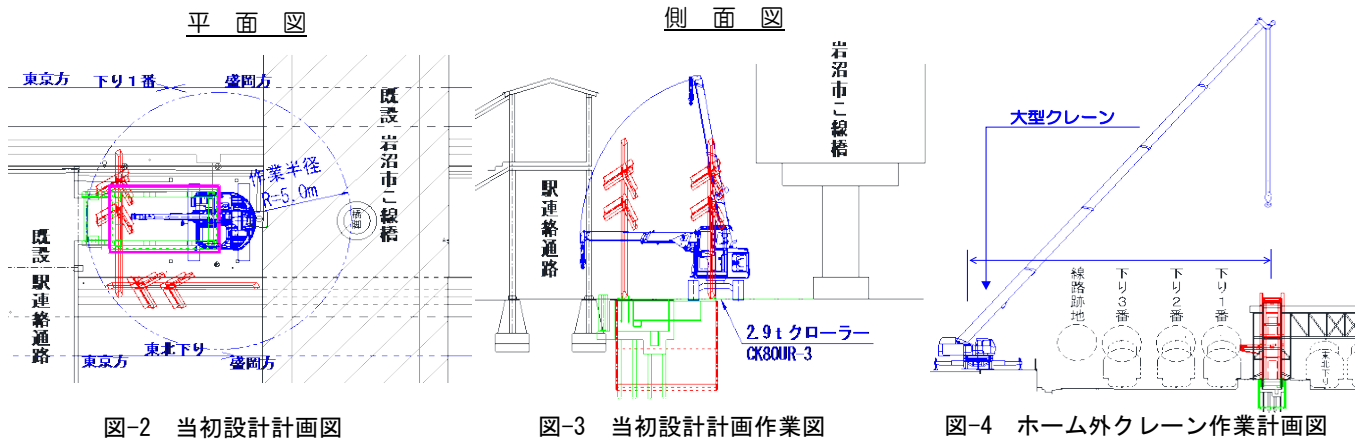 平面図
東京方
下り1番
盛岡方
作業半径
R=5.0m
橋脚
既設 岩沼市こ線橋
既設 駅連絡通路
東京方
東北下り
盛岡方
図-2 当初設計計画図
側面図
岩沼市こ線橋
駅連絡通路
2.9tクローラー
CK80UR-3
図-3 当初設計計画作業図
大型クレーン
線路跡地
下り3番
下り2番
下り1番
東北下り
図-4 ホーム外クレーン作業計画図